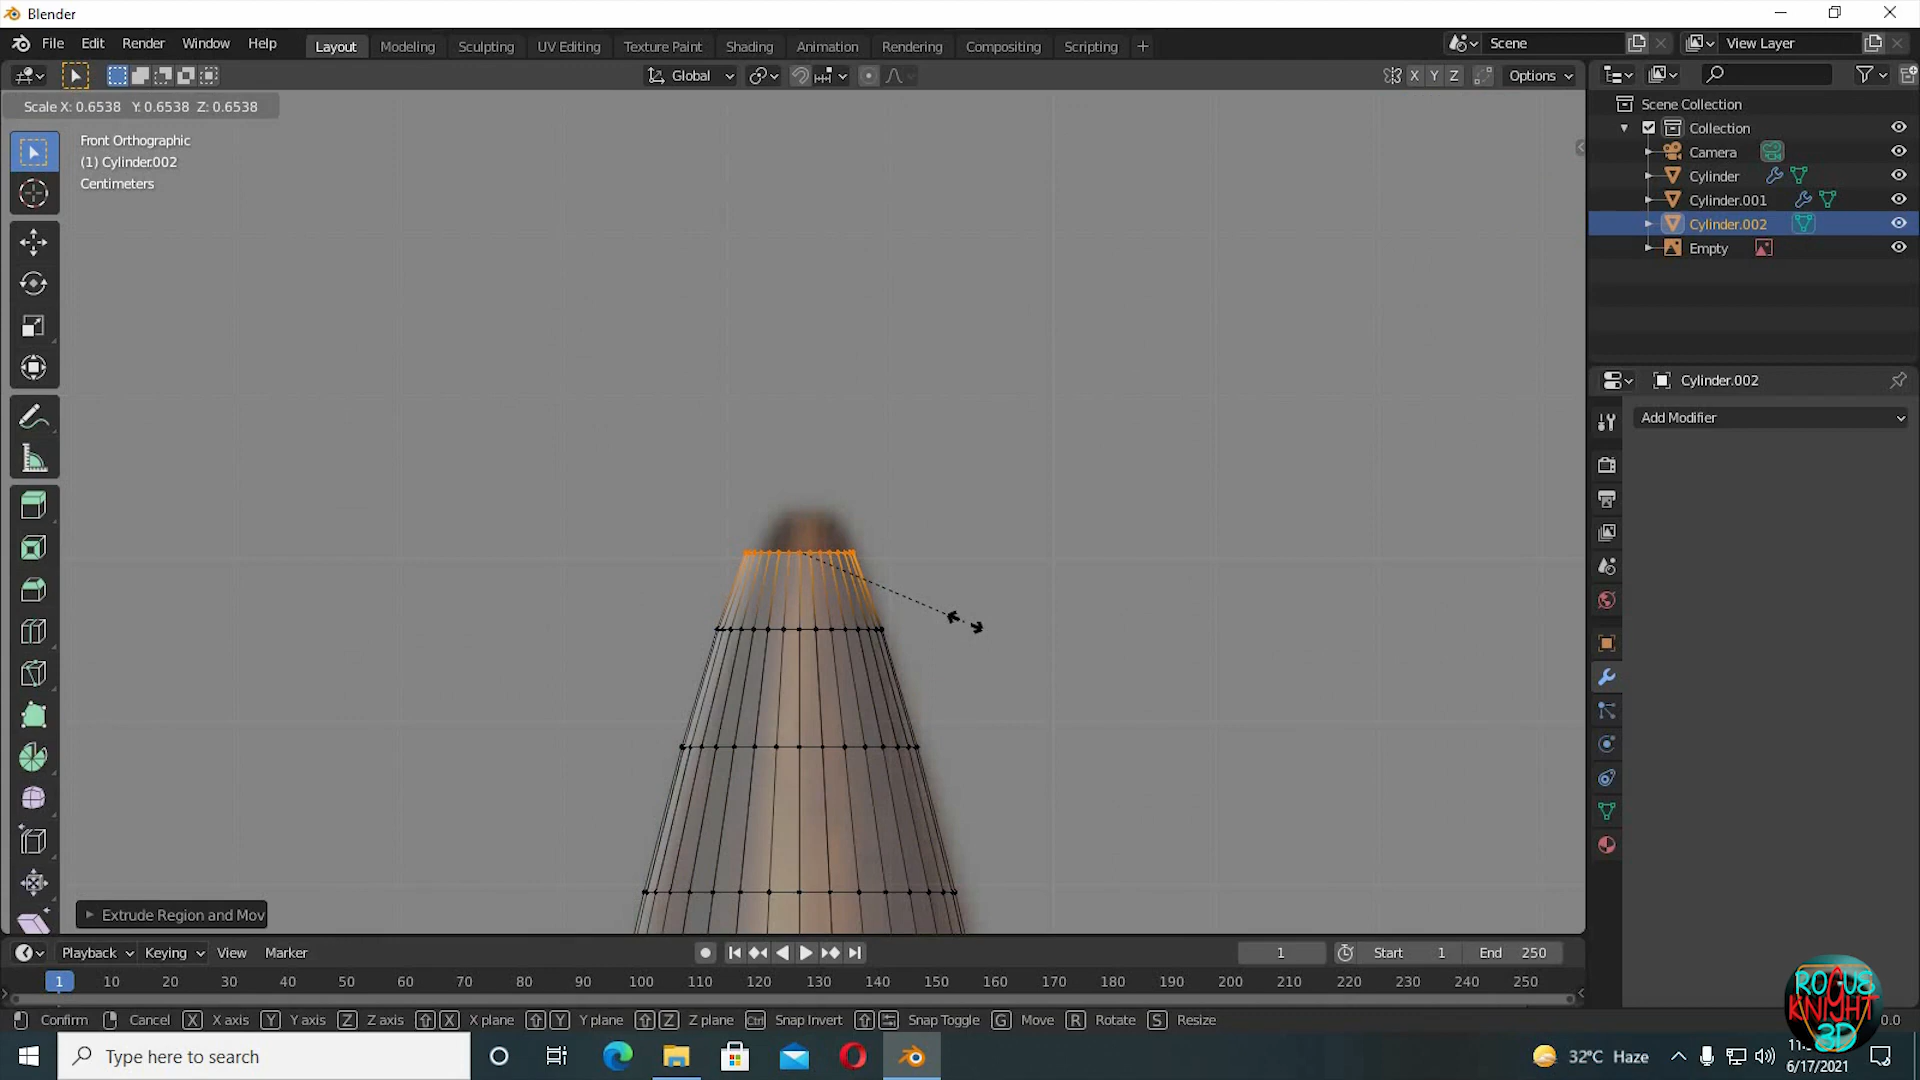 Blender
File Edit Render Window Help Layout Modeling Sculpting UV Editing Texture Paint Shading Animation Rendering Compositing Scripting + Scene View Layer
Global X Y Z Options
Scale X: 0.6538 Y: 0.6538 Z: 0.6538
Front Orthographic
(1) Cylinder.002
Centimeters
Scene Collection
Collection
Camera
Cylinder
Cylinder.001
Cylinder.002
Empty
Cylinder.002
Add Modifier
Extrude Region and Mov
Playback Keying View Marker 1 Start 1 End 250
1 10 20 30 40 50 60 70 80 90 100 110 120 130 140 150 160 170 180 190 200 210 220 230 240 250
Confirm Cancel X X axis Y Y axis Z Z axis X X plane Y Y plane Z Z plane Ctrl Snap Invert Snap Toggle G Move R Rotate S Resize
ROGUE
KNIGHT
3D
Type here to search
32°C Haze
6/17/2021